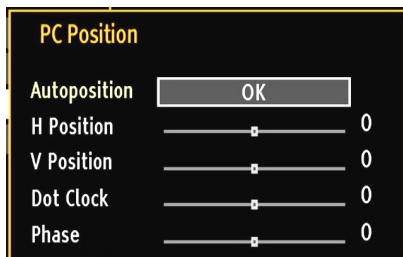 PC Position
Autoposition OK
H Position 0
V Position 0
Dot Clock 0
Phase 0